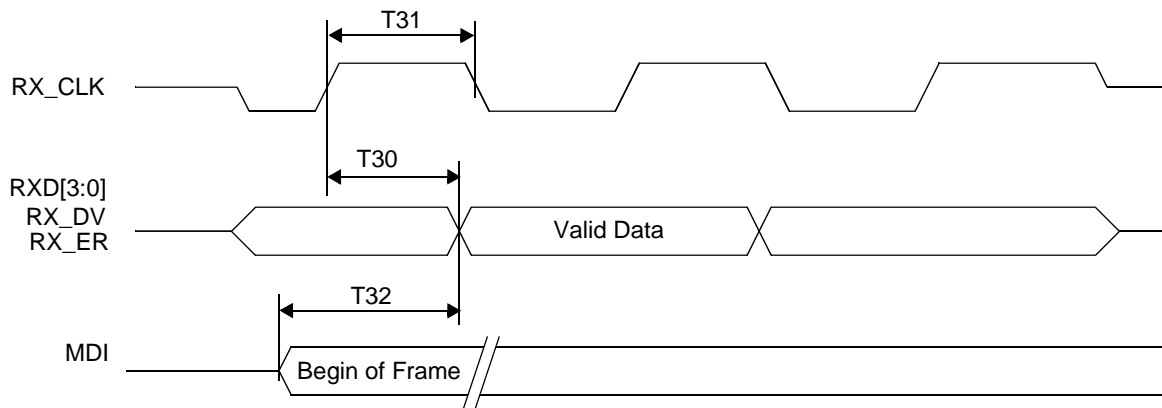 T31
RX_CLK
T30
RXD[3:0]
RX_DV
RX_ER
Valid Data
T32
MDI
Begin of Frame